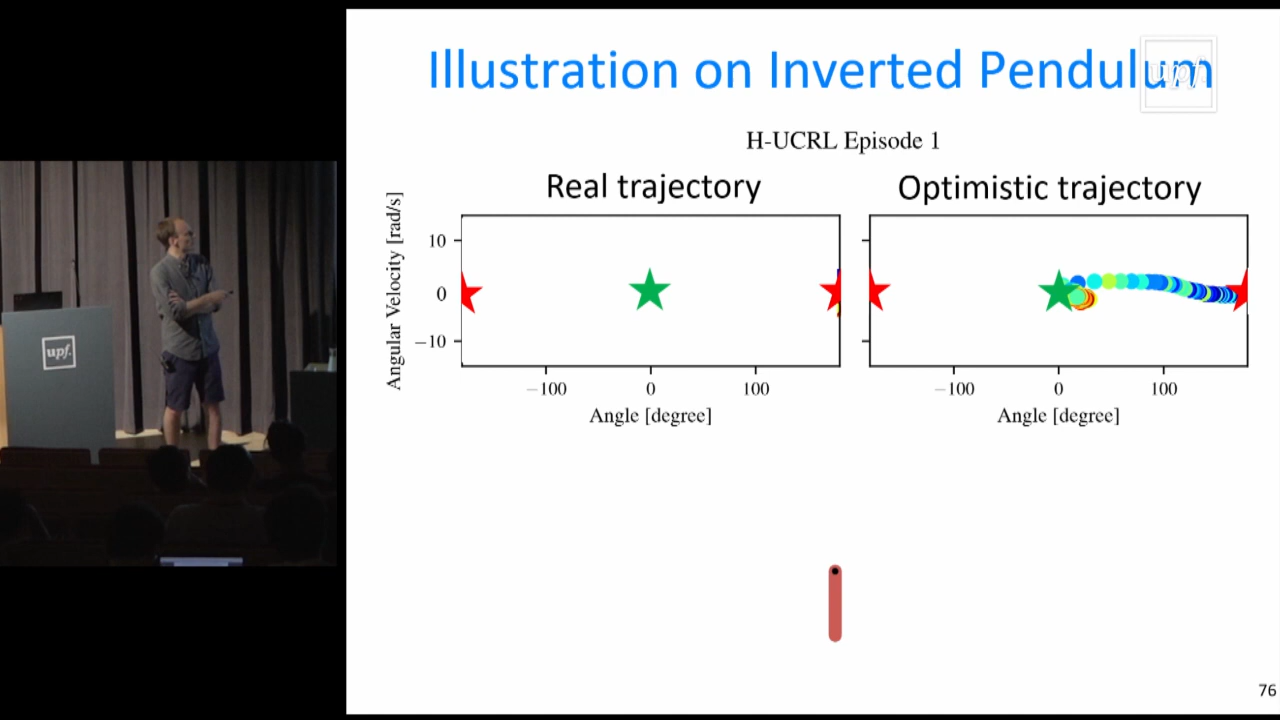 Illustration on Inverted Pendulum
upf.
H-UCRL Episode 1
Real trajectory
Optimistic trajectory
Angular Velocity [rad/s]
10
0
−10
−100
0
100
Angle [degree]
−100
0
100
Angle [degree]
upf.
76